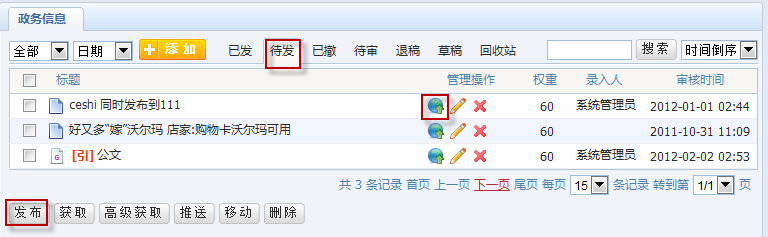 政务信息
全部 日期 添加 已发 待发 已撤 待审 退稿 草稿 回收站 搜索 时间倒序
标题 管理操作 权重 录入人 审核时间
ceshi 同时发布到111 60 系统管理员 2012-01-01 02:44
好又多“嫁”沃尔玛 店家:购物卡沃尔玛可用 60 2011-10-31 11:09
[引] 公文 60 系统管理员 2012-02-02 02:53
共 3 条记录 首页 上一页 下一页 尾页 每页 15 条记录 转到第 1/1 页
发布 获取 高级获取 推送 移动 删除